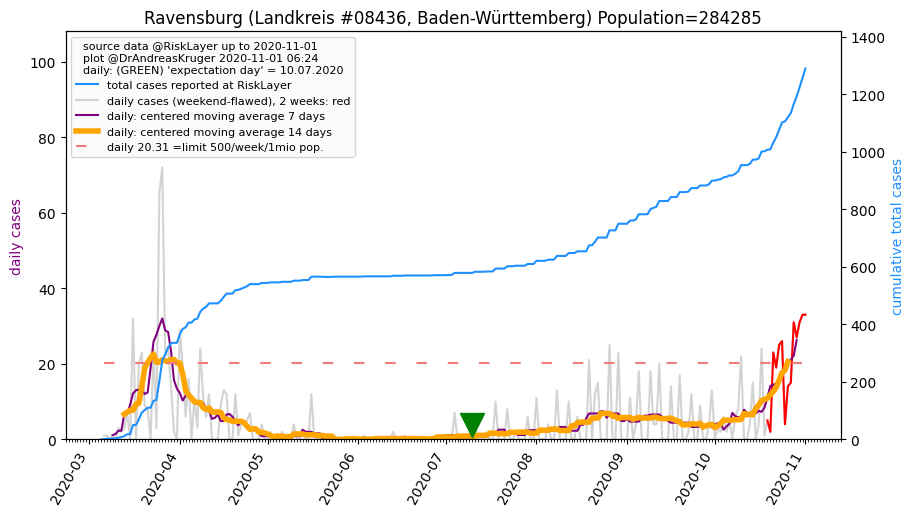 Ravensburg (Landkreis #08436, Baden-Württemberg) Population=284285
source data @RiskLayer up to 2020-11-01
plot @DrAndreasKruger 2020-11-01 06:24
daily: (GREEN) 'expectation day' = 10.07.2020
total cases reported at RiskLayer
daily cases (weekend-flawed), 2 weeks: red
daily: centered moving average 7 days
daily: centered moving average 14 days
daily 20.31 =limit 500/week/1mio pop.
daily cases
100
80
60
40
20
0
cumulative total cases
1400
1200
1000
800
600
400
200
0
2020-03
2020-04
2020-05
2020-06
2020-07
2020-08
2020-09
2020-10
2020-11